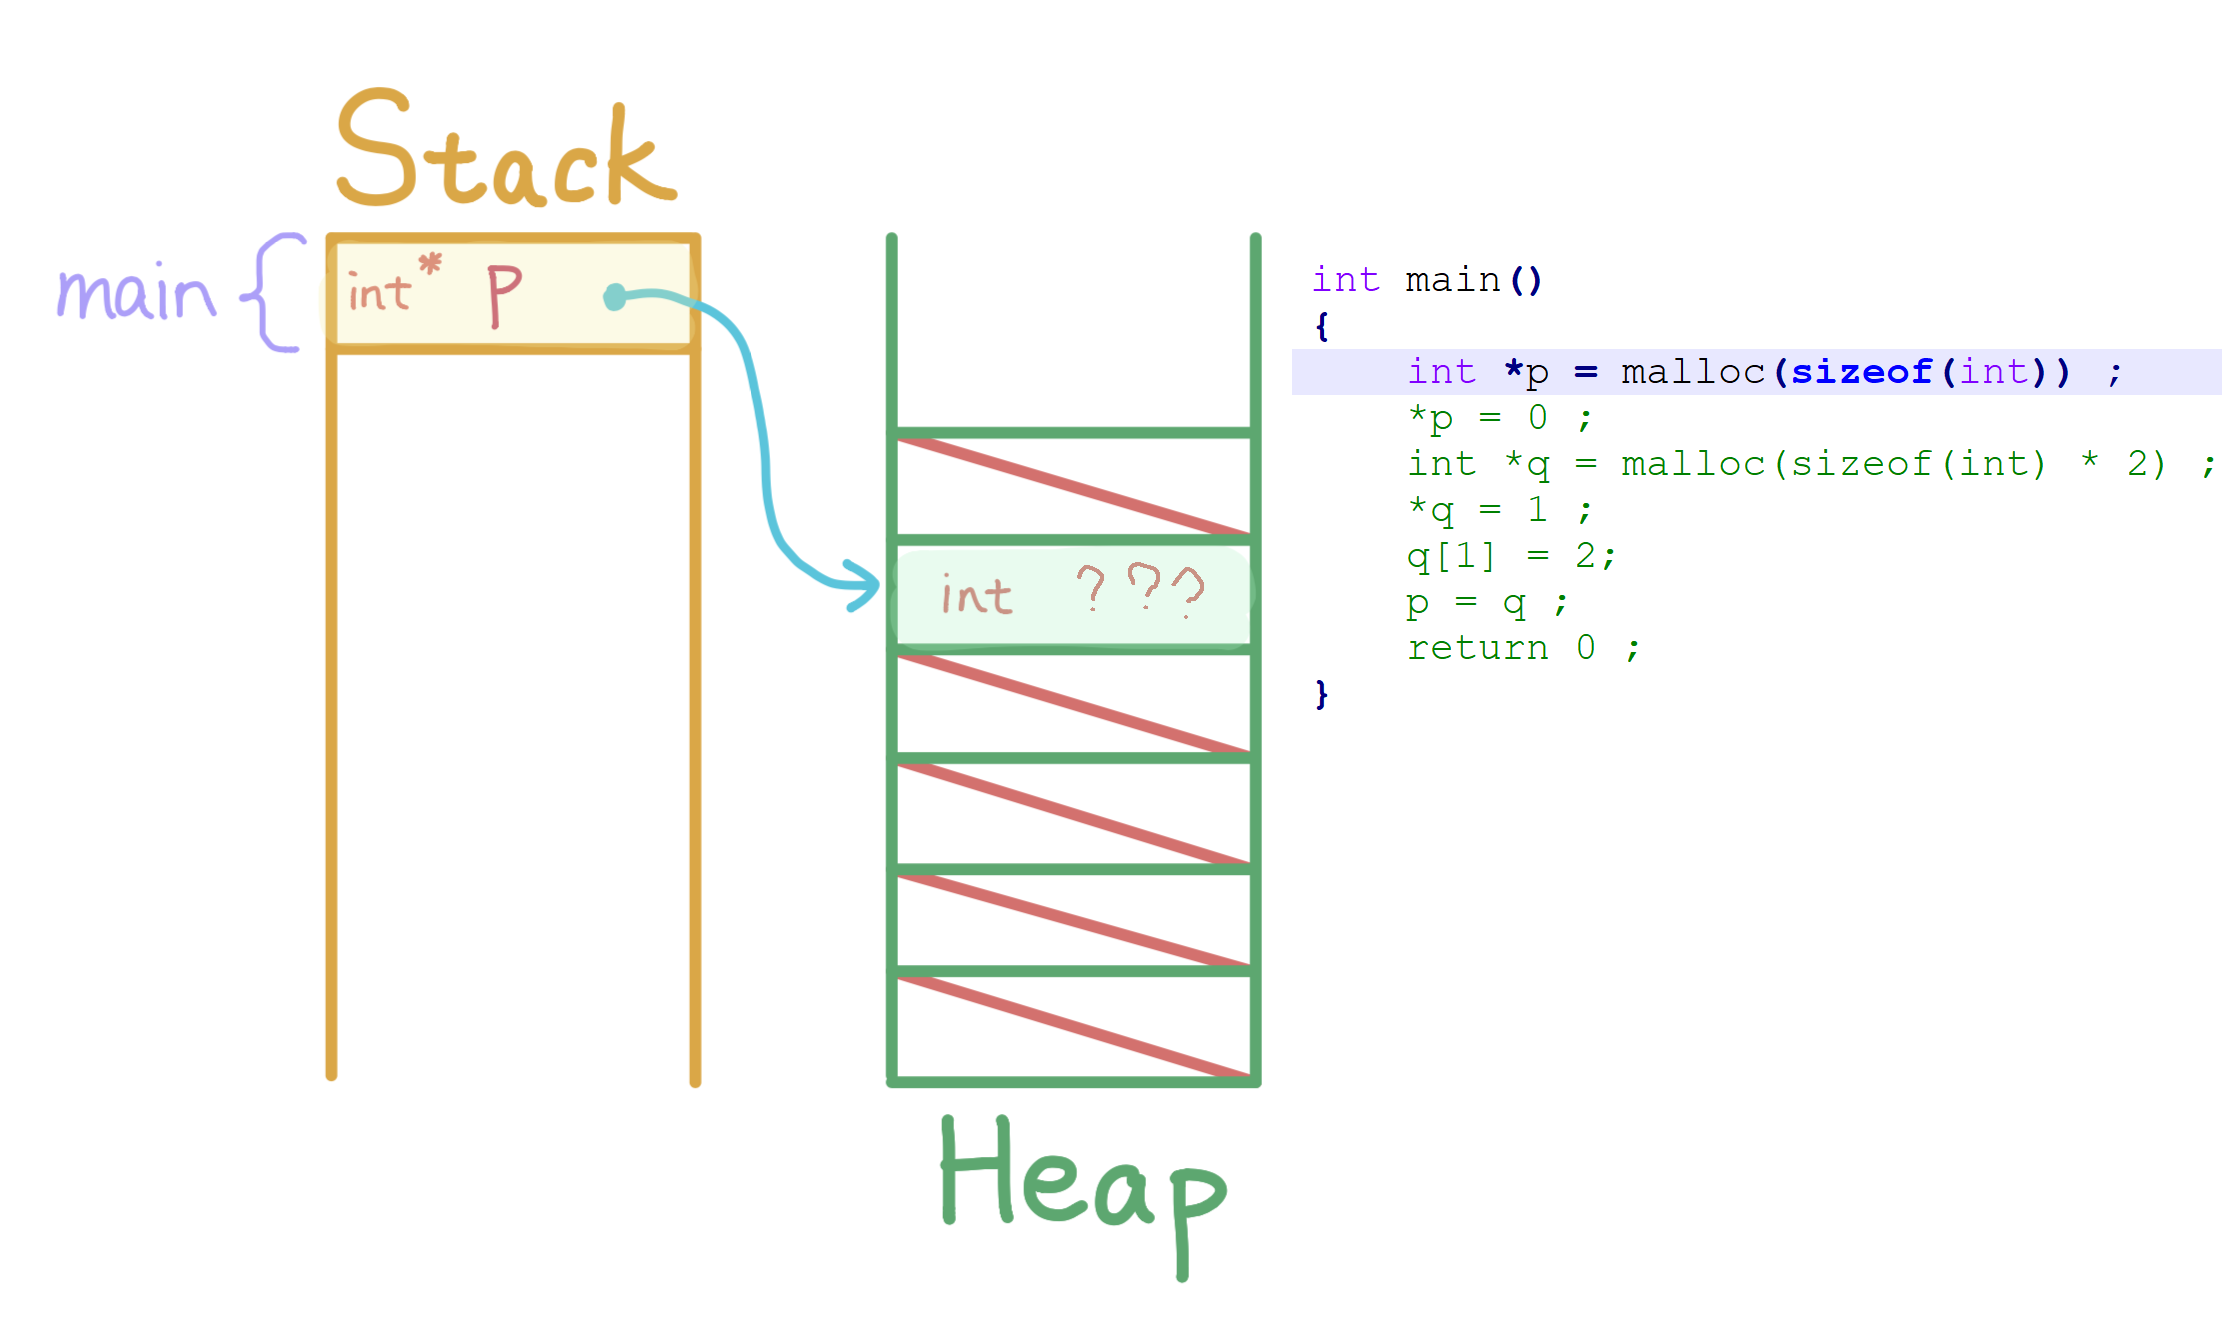 Stack
main
int* P
int ???
Heap
int main()
{
    int *p = malloc(sizeof(int)) ;
    *p = 0 ;
    int *q = malloc(sizeof(int) * 2) ;
    *q = 1 ;
    q[1] = 2;
    p = q ;
    return 0 ;
}